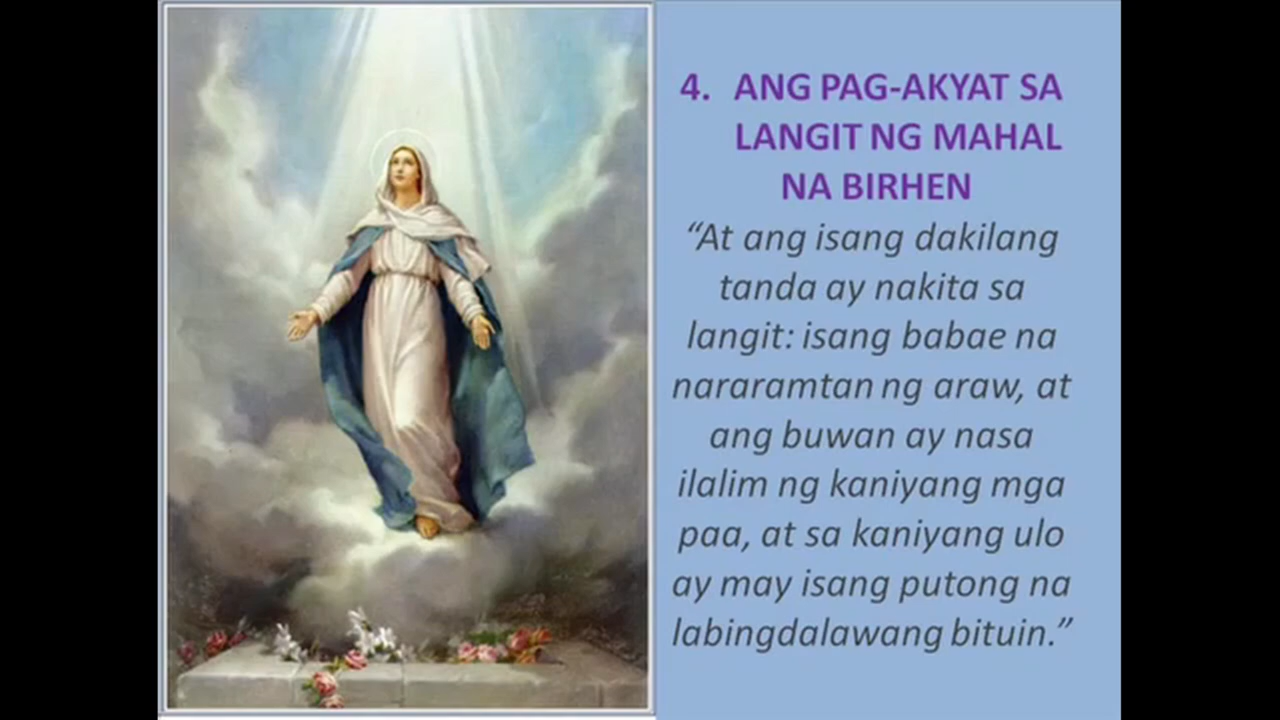 4. ANG PAG-AKYAT SA
LANGIT NG MAHAL
NA BIRHEN
“At ang isang dakilang
tanda ay nakita sa
langit: isang babae na
nararamtan ng araw, at
ang buwan ay nasa
ilalim ng kaniyang mga
paa, at sa kaniyang ulo
ay may isang putong na
labingdalawang bituin.”